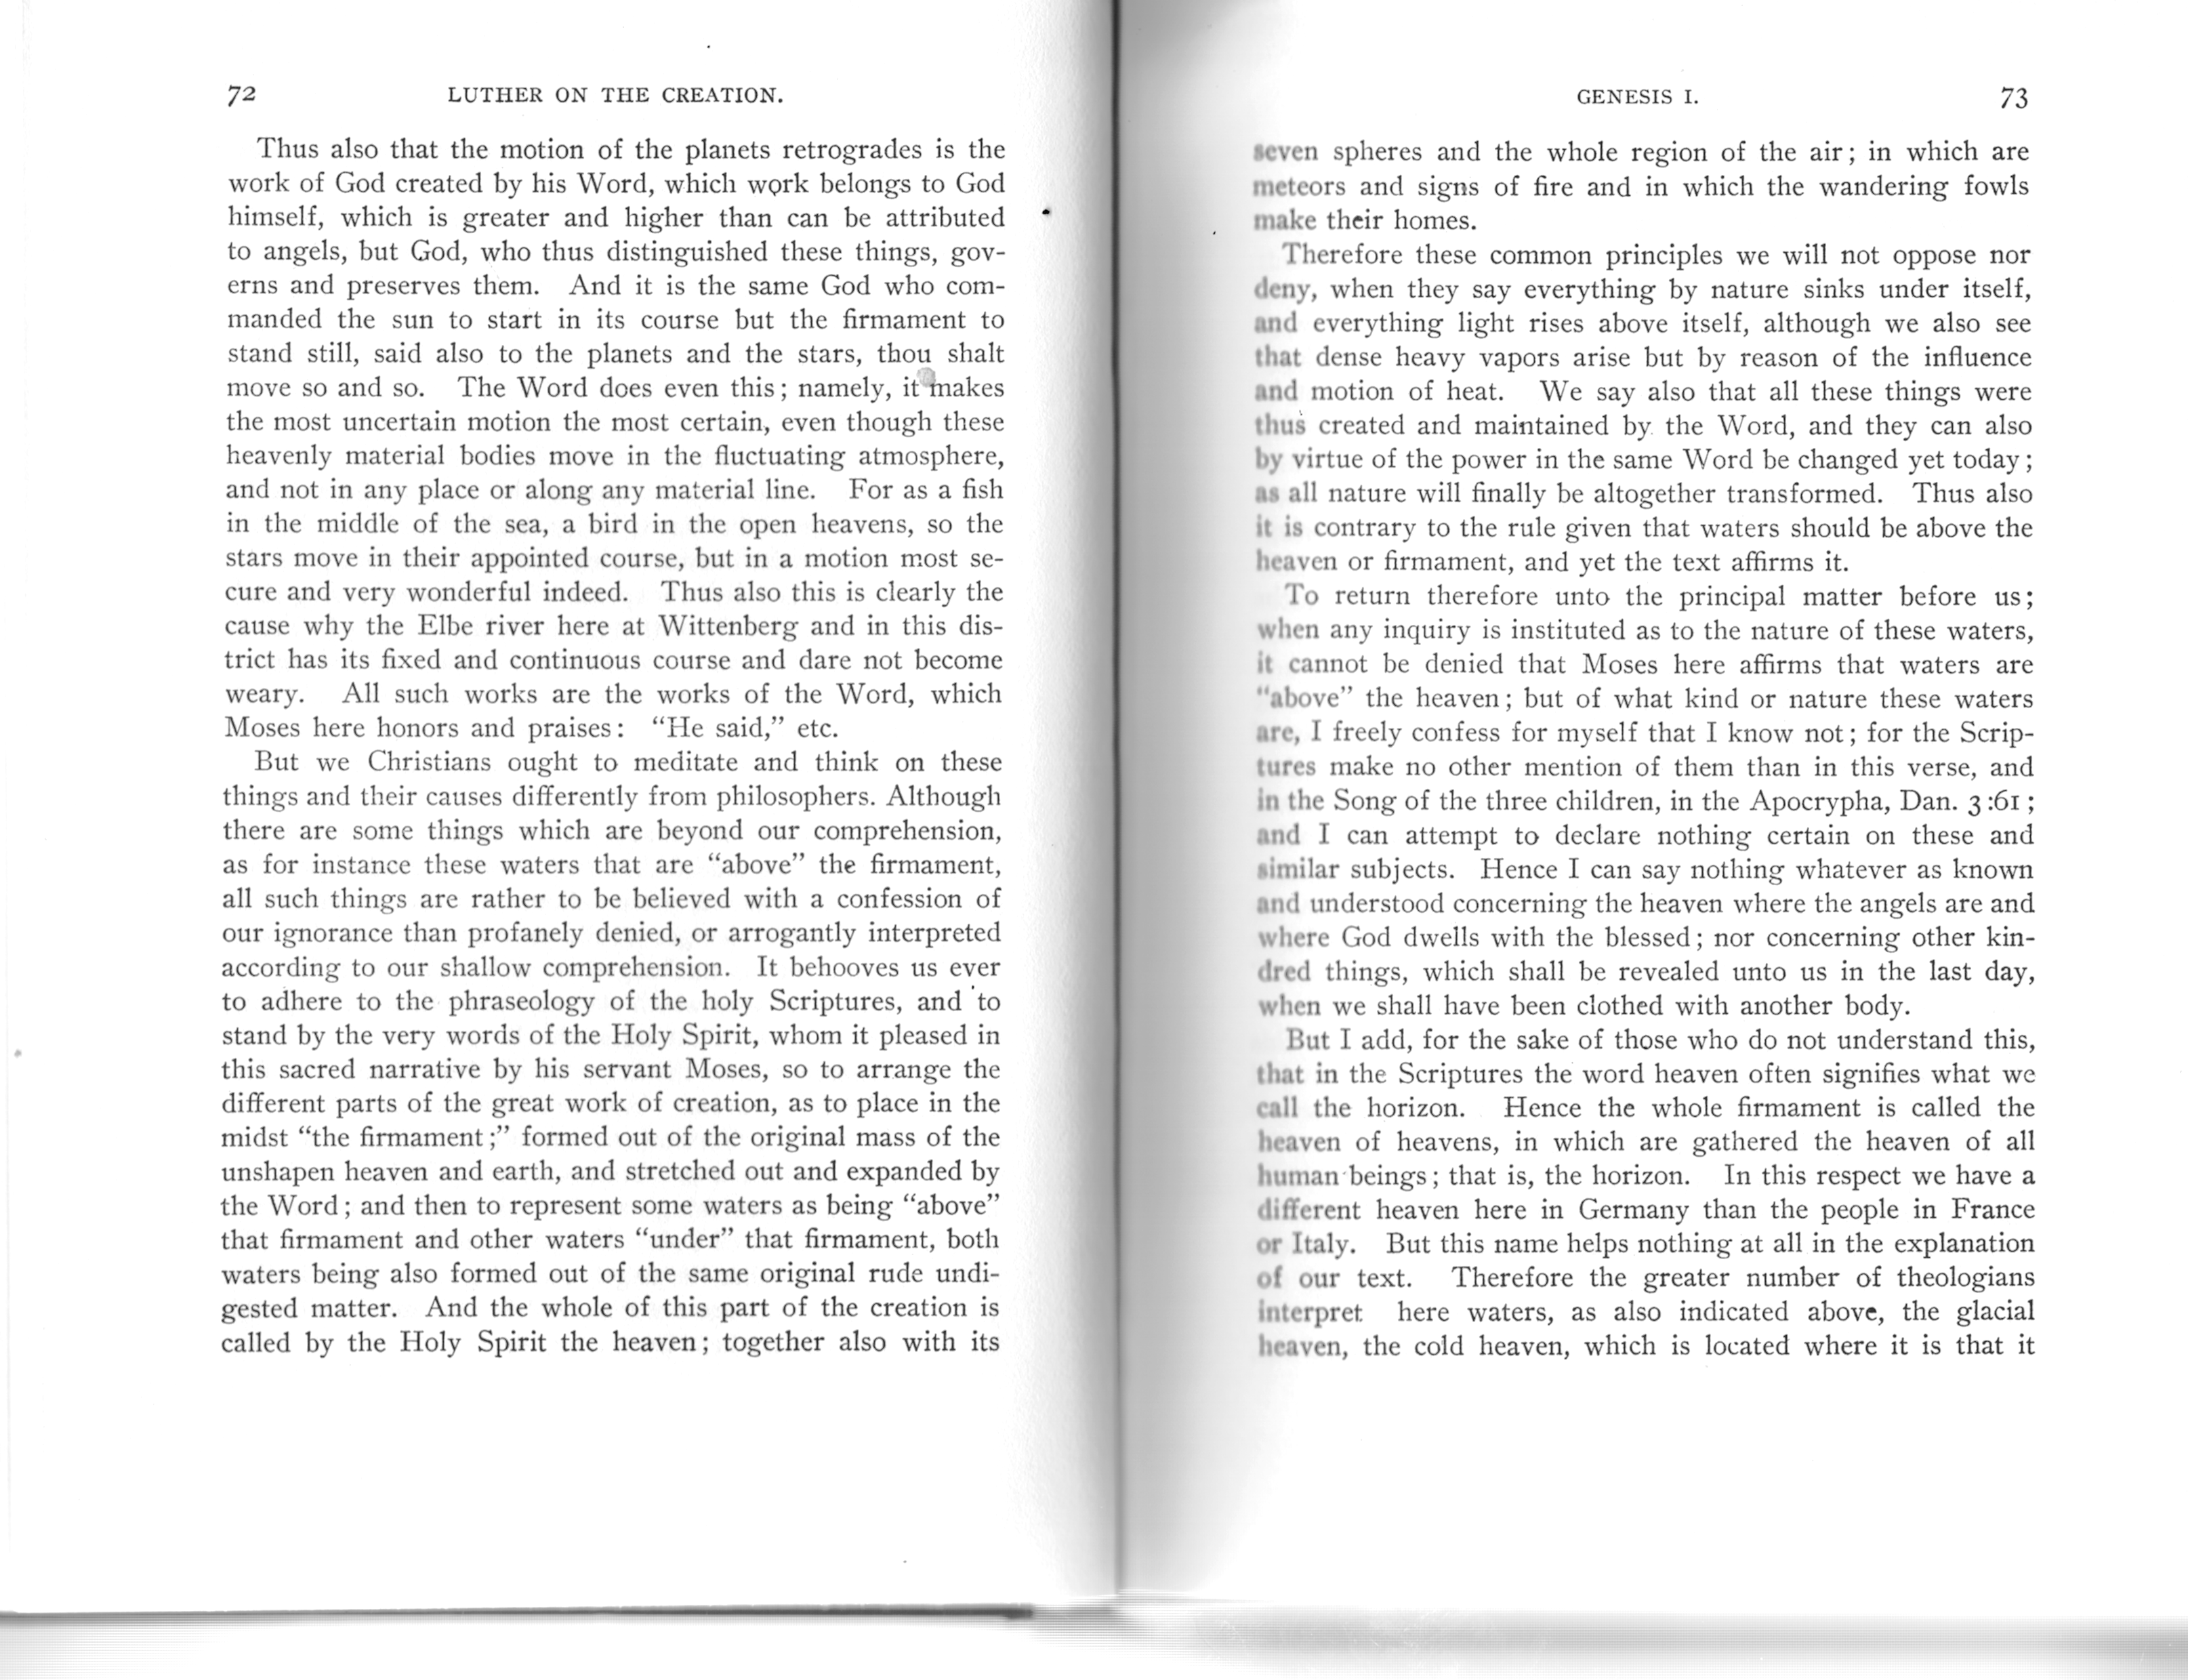 72 LUTHER ON THE CREATION.
Thus also that the motion of the planets retrogrades is the
work of God created by his Word, which work belongs to God
himself, which is greater and higher than can be attributed
to angels, but God, who thus distinguished these things, gov-
erns and preserves them. And it is the same God who com-
manded the sun to start in its course but the firmament to
stand still, said also to the planets and the stars, thou shalt
move so and so. The Word does even this; namely, it makes
the most uncertain motion the most certain, even though these
heavenly material bodies move in the fluctuating atmosphere,
and not in any place or along any material line. For as a fish
in the middle of the sea, a bird in the open heavens, so the
stars move in their appointed course, but in a motion most se-
cure and very wonderful indeed. Thus also this is clearly the
cause why the Elbe river here at Wittenberg and in this dis-
trict has its fixed and continuous course and dare not become
weary. All such works are the works of the Word, which
Moses here honors and praises: “He said,” etc.
But we Christians ought to meditate and think on these
things and their causes differently from philosophers. Although
there are some things which are beyond our comprehension,
as for instance these waters that are “above” the firmament,
all such things are rather to be believed with a confession of
our ignorance than profanely denied, or arrogantly interpreted
according to our shallow comprehension. It behooves us ever
to adhere to the phraseology of the holy Scriptures, and to
stand by the very words of the Holy Spirit, whom it pleased in
this sacred narrative by his servant Moses, so to arrange the
different parts of the great work of creation, as to place in the
midst “the firmament;” formed out of the original mass of the
unshapen heaven and earth, and stretched out and expanded by
the Word; and then to represent some waters as being “above”
that firmament and other waters “under” that firmament, both
waters being also formed out of the same original rude undi-
gested matter. And the whole of this part of the creation is
called by the Holy Spirit the heaven; together also with its
GENESIS I. 73
seven spheres and the whole region of the air; in which are
meteors and signs of fire and in which the wandering fowls
make their homes.
Therefore these common principles we will not oppose nor
deny, when they say everything by nature sinks under itself,
and everything light rises above itself, although we also see
that dense heavy vapors arise but by reason of the influence
and motion of heat. We say also that all these things were
thus created and maintained by the Word, and they can also
by virtue of the power in the same Word be changed yet today;
as all nature will finally be altogether transformed. Thus also
it is contrary to the rule given that waters should be above the
heaven or firmament, and yet the text affirms it.
To return therefore unto the principal matter before us;
when any inquiry is instituted as to the nature of these waters,
it cannot be denied that Moses here affirms that waters are
“above” the heaven; but of what kind or nature these waters
are, I freely confess for myself that I know not; for the Scrip-
tures make no other mention of them than in this verse, and
in the Song of the three children, in the Apocrypha, Dan. 3:61;
and I can attempt to declare nothing certain on these and
similar subjects. Hence I can say nothing whatever as known
and understood concerning the heaven where the angels are and
where God dwells with the blessed; nor concerning other kin-
dred things, which shall be revealed unto us in the last day,
when we shall have been clothed with another body.
But I add, for the sake of those who do not understand this,
that in the Scriptures the word heaven often signifies what we
call the horizon. Hence the whole firmament is called the
heaven of heavens, in which are gathered the heaven of all
human beings; that is, the horizon. In this respect we have a
different heaven here in Germany than the people in France
or Italy. But this name helps nothing at all in the explanation
of our text. Therefore the greater number of theologians
interpret here waters, as also indicated above, the glacial
heaven, the cold heaven, which is located where it is that it